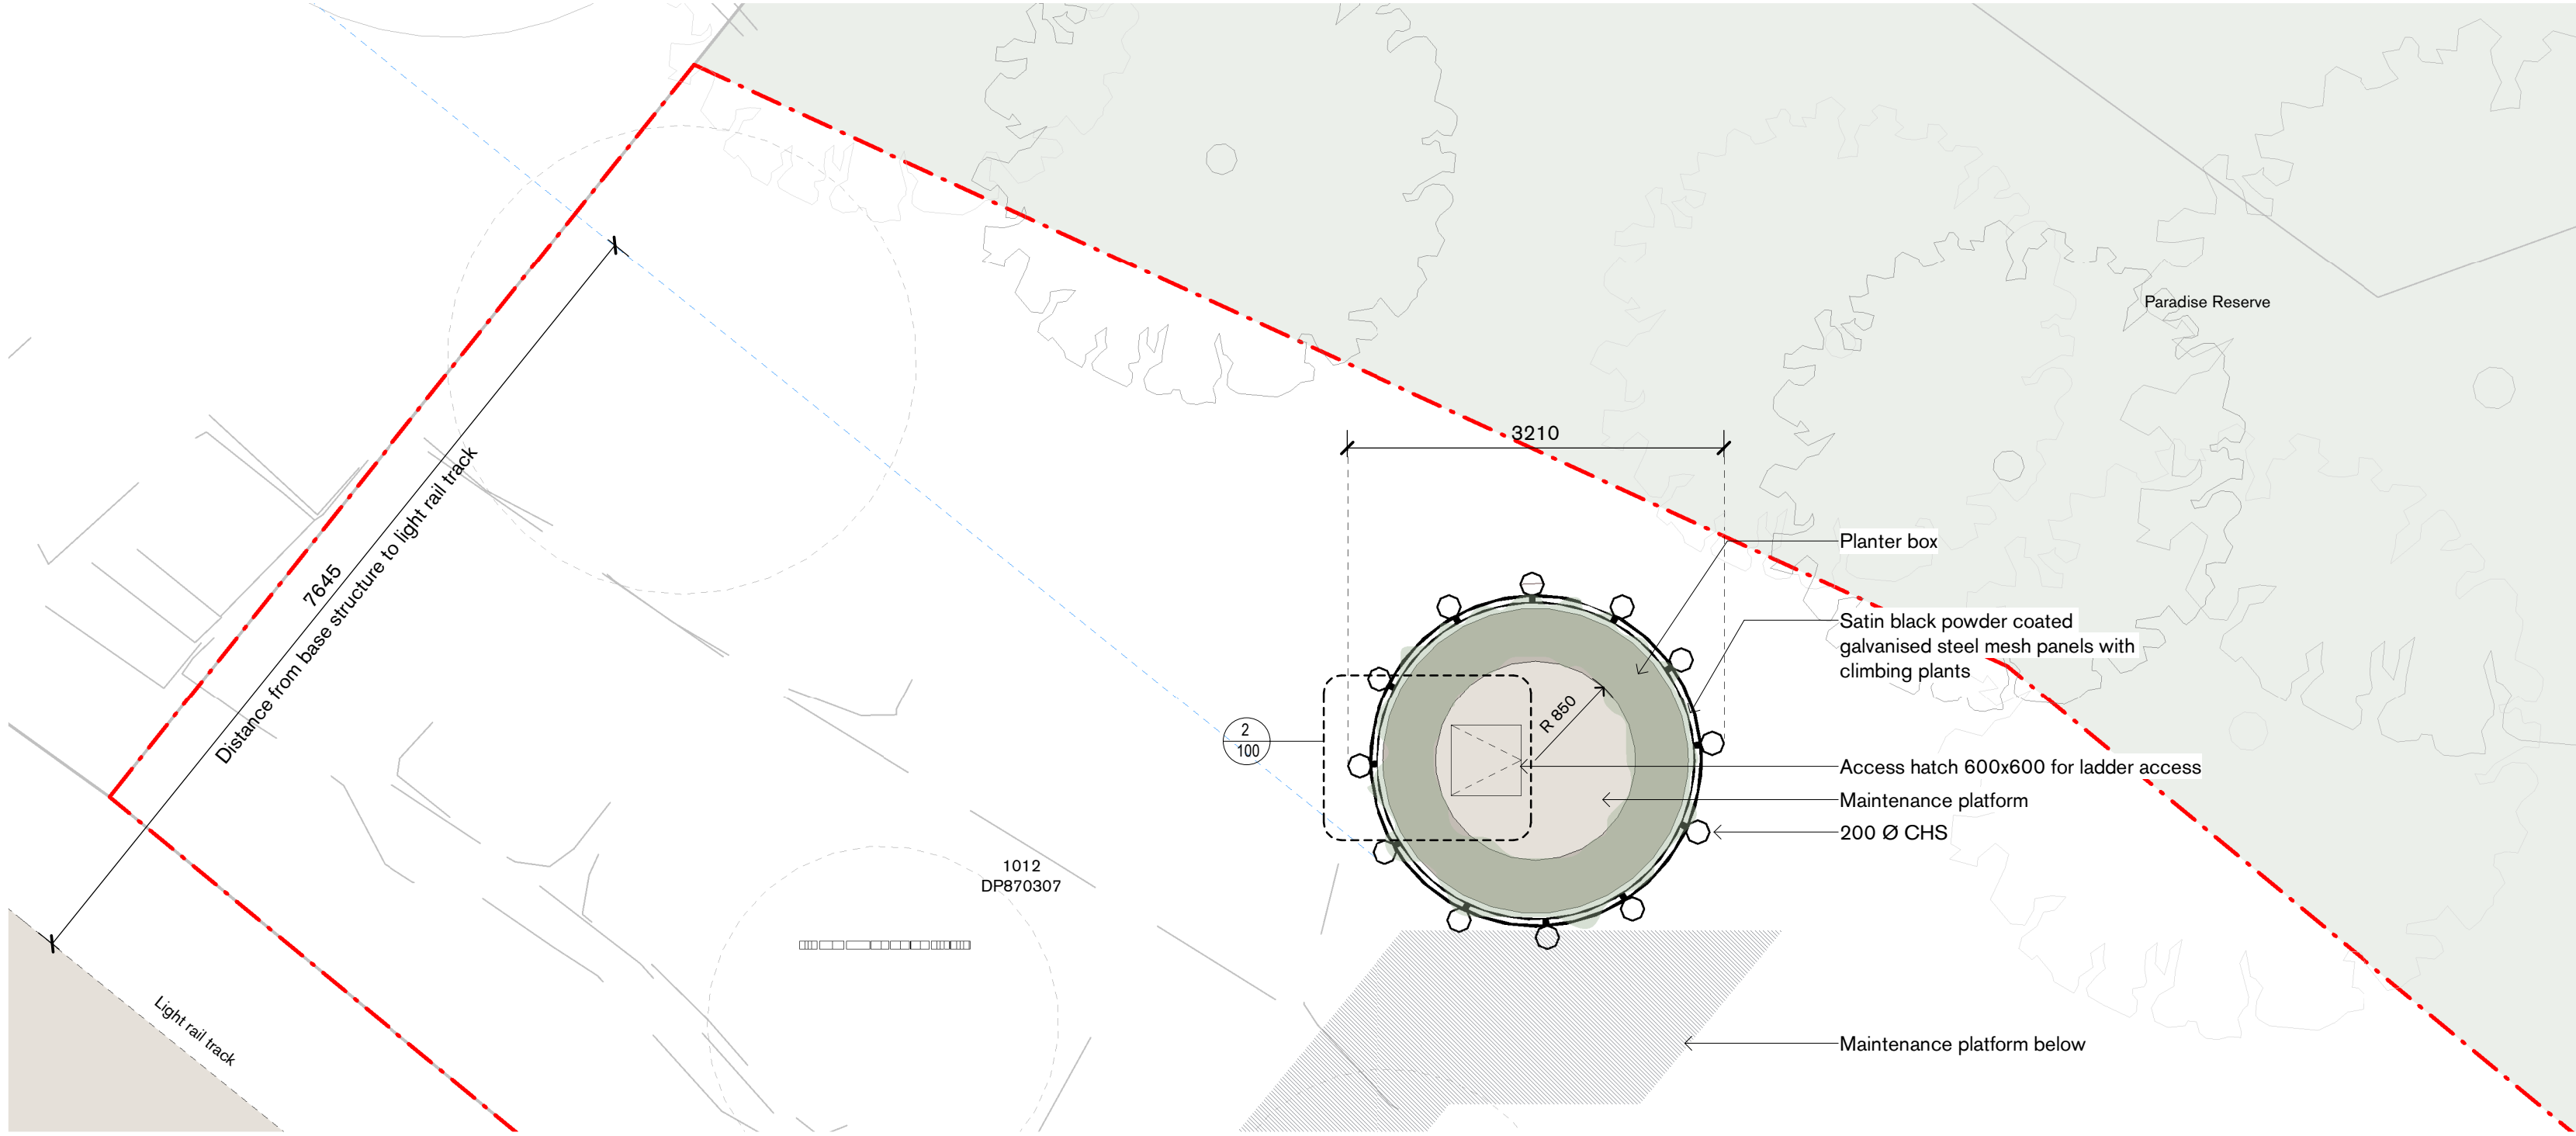 Paradise Reserve
3210
Planter box
Satin black powder coated
galvanised steel mesh panels with
climbing plants
7645
Distance from base structure to light rail track
R 850
2
100
Access hatch 600x600 for ladder access
Maintenance platform
200 Ø CHS
1012
DP870307
Light rail track
Maintenance platform below